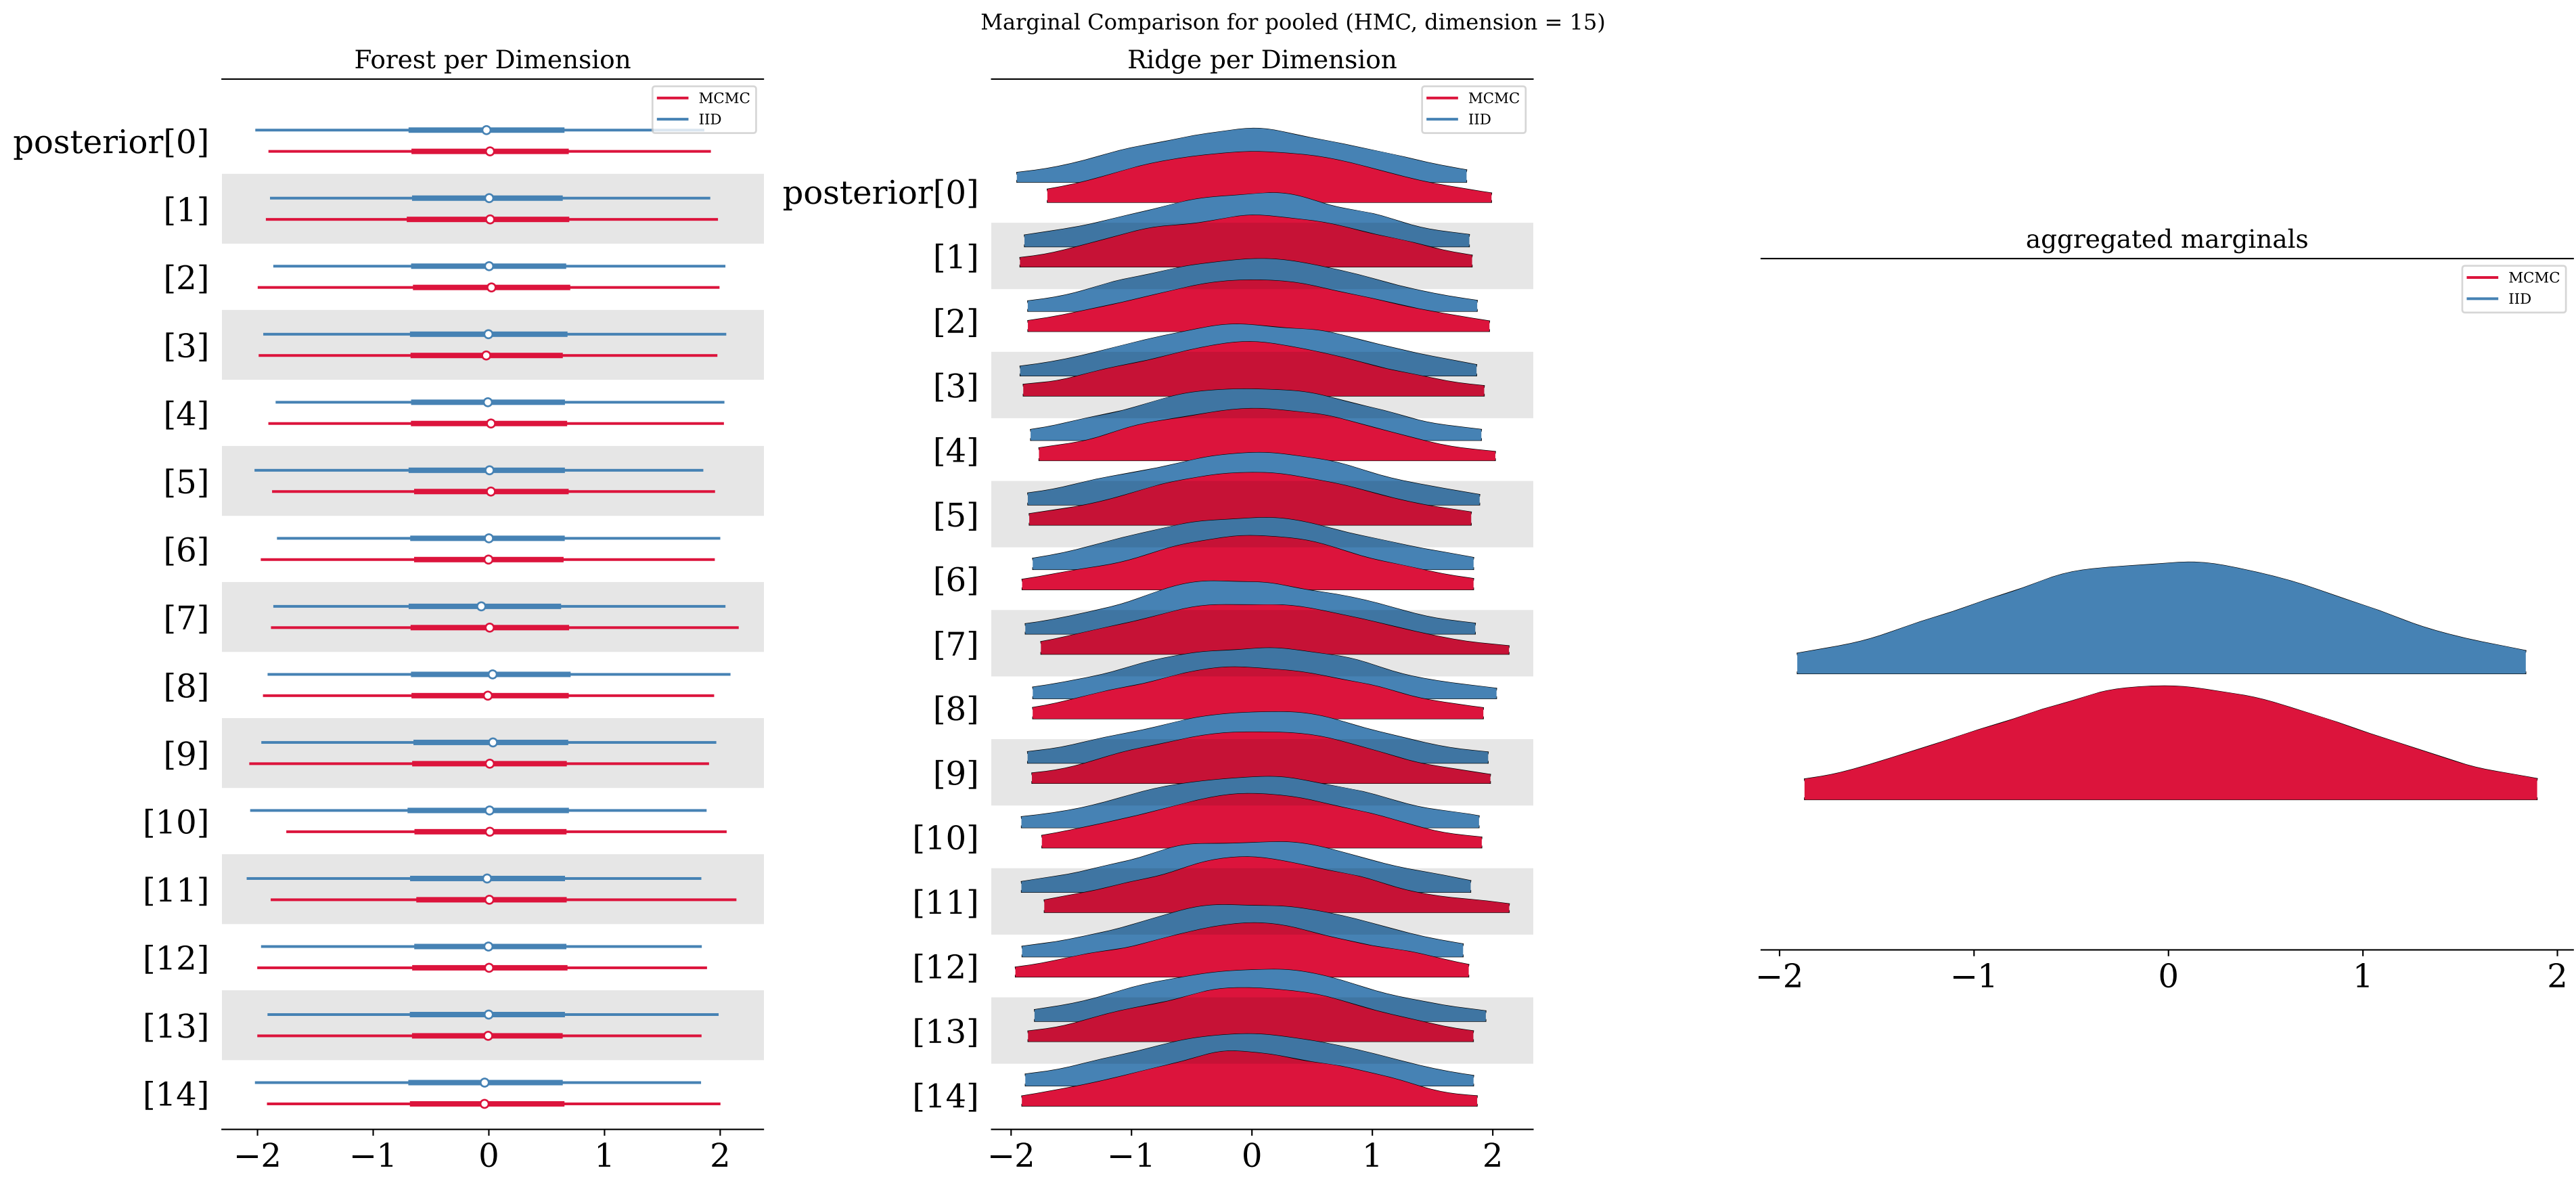 Marginal Comparison for pooled (HMC, dimension = 15)
Forest per Dimension
MCMC
IID
posterior[0]
[1]
[2]
[3]
[4]
[5]
[6]
[7]
[8]
[9]
[10]
[11]
[12]
[13]
[14]
−2 −1 0 1 2
Ridge per Dimension
MCMC
IID
posterior[0]
[1]
[2]
[3]
[4]
[5]
[6]
[7]
[8]
[9]
[10]
[11]
[12]
[13]
[14]
−2 −1 0 1 2
aggregated marginals
MCMC
IID
−2 −1 0 1 2